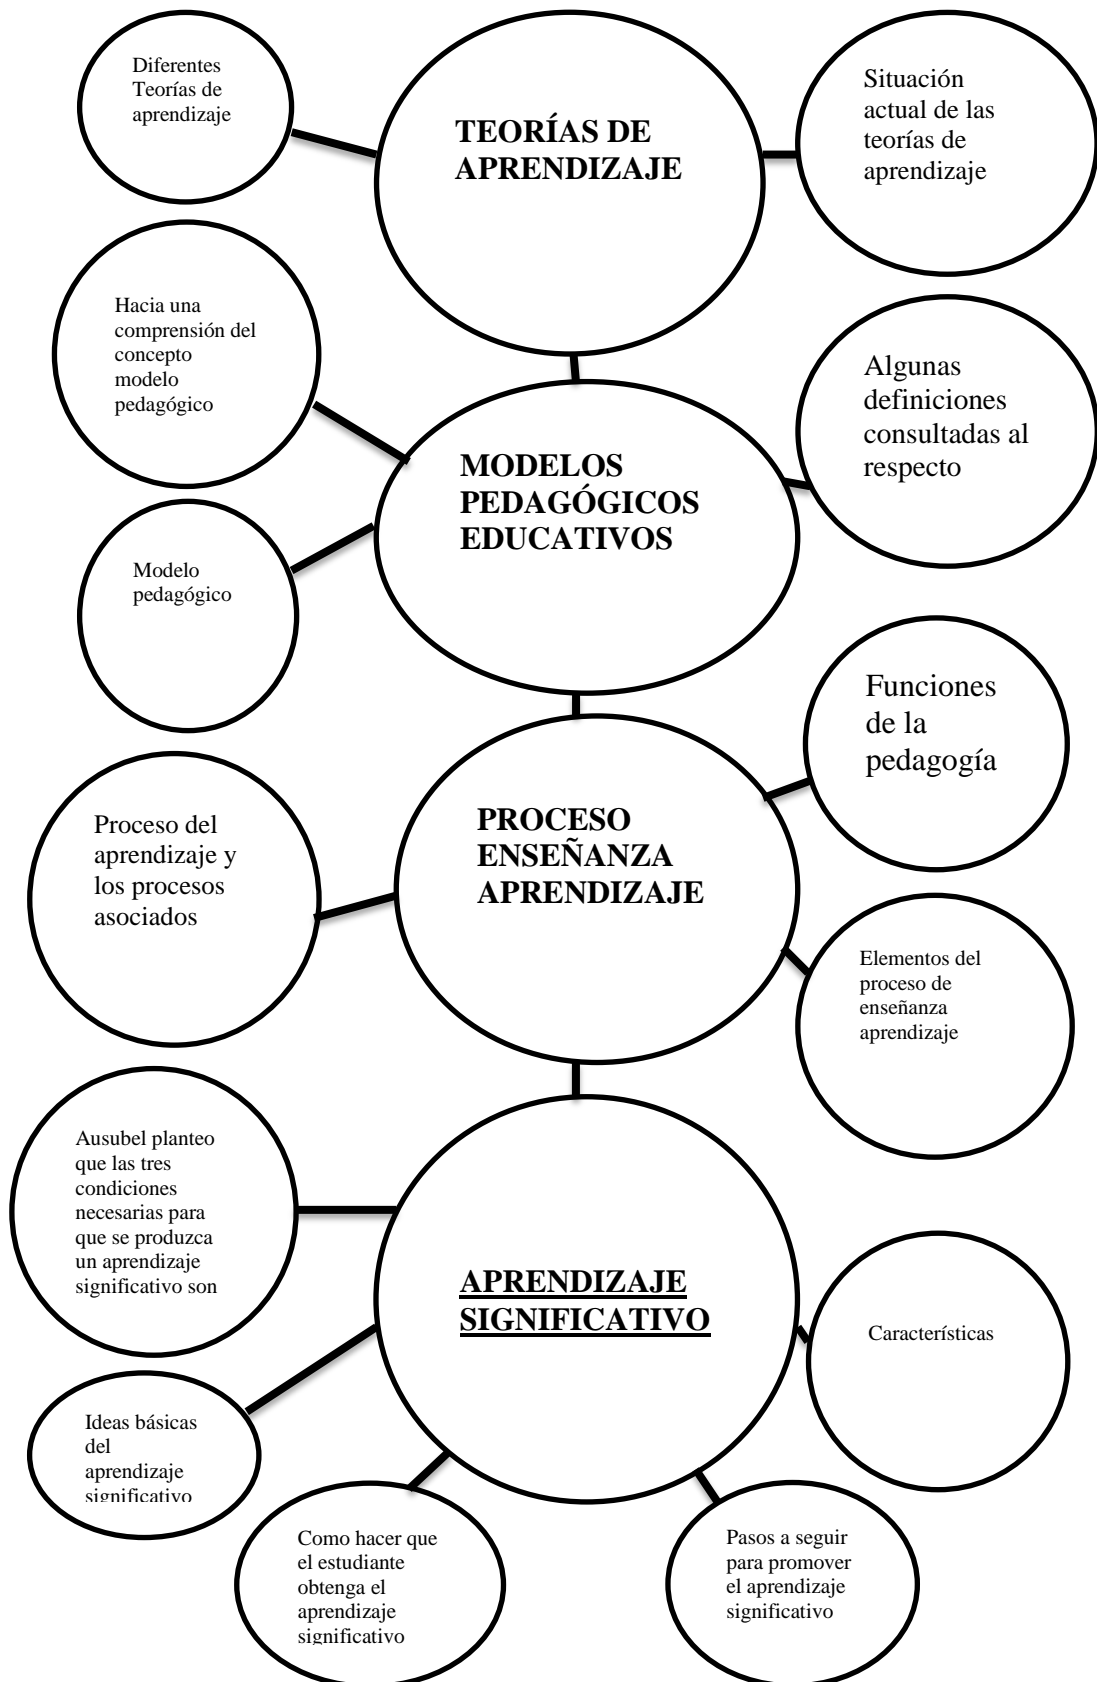 Diferentes
Teorías de
aprendizaje
TEORÍAS DE
APRENDIZAJE
Situación
actual de las
teorías de
aprendizaje
Hacia una
comprensión del
concepto
modelo
pedagógico
Algunas
definiciones
consultadas al
respecto
MODELOS
PEDAGÓGICOS
EDUCATIVOS
Modelo
pedagógico
Funciones
de la
pedagogía
Proceso del
aprendizaje y
los procesos
asociados
PROCESO
ENSEÑANZA
APRENDIZAJE
Elementos del
proceso de
enseñanza
aprendizaje
Ausubel planteo
que las tres
condiciones
necesarias para
que se produzca
un aprendizaje
significativo son
APRENDIZAJE
SIGNIFICATIVO
Características
Ideas básicas
del
aprendizaje
significativo
Como hacer que
el estudiante
obtenga el
aprendizaje
significativo
Pasos a seguir
para promover
el aprendizaje
significativo